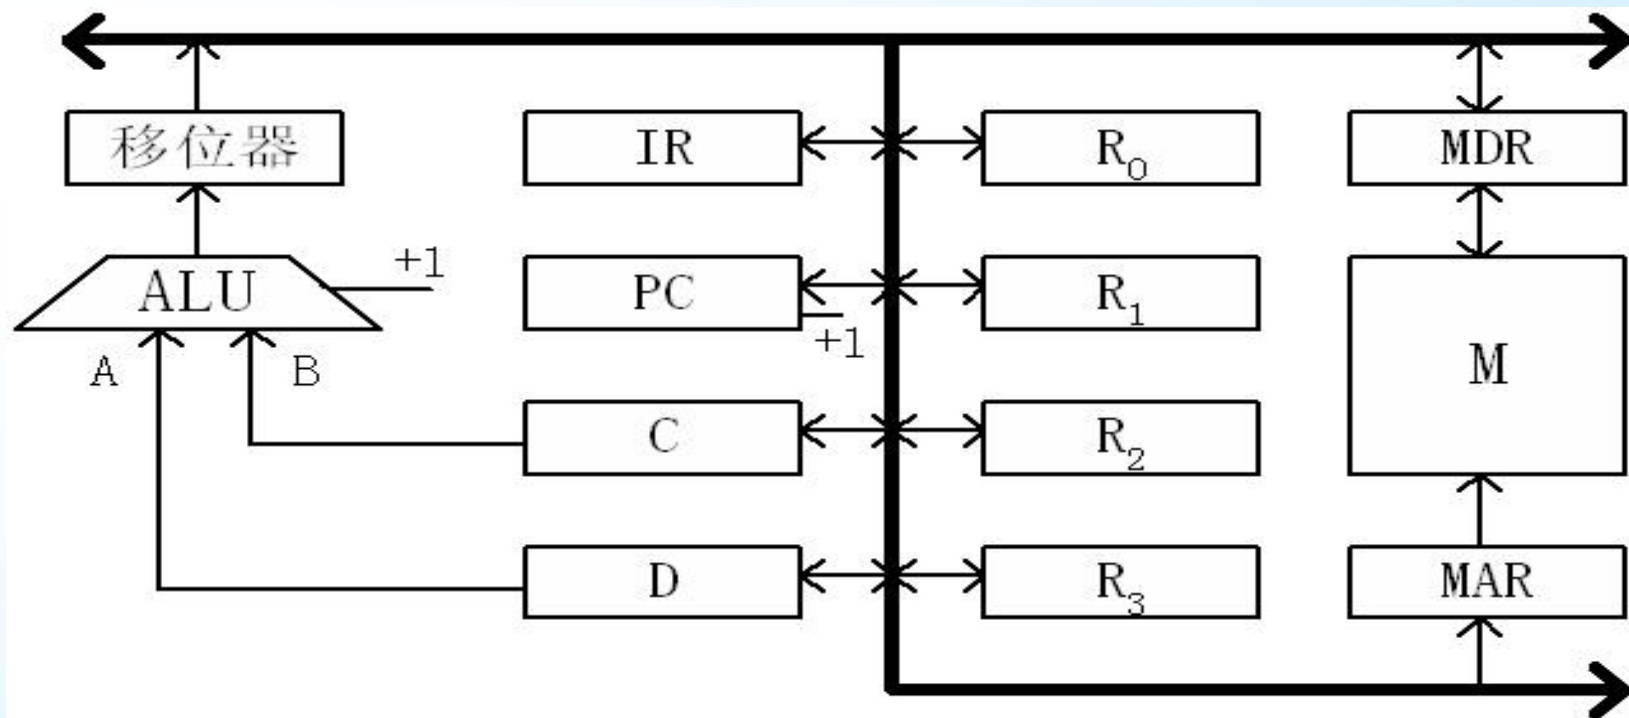 移位器
IR
R₀
MDR
ALU
+1
PC
+1
R₁
M
A
B
C
R₂
D
R₃
MAR